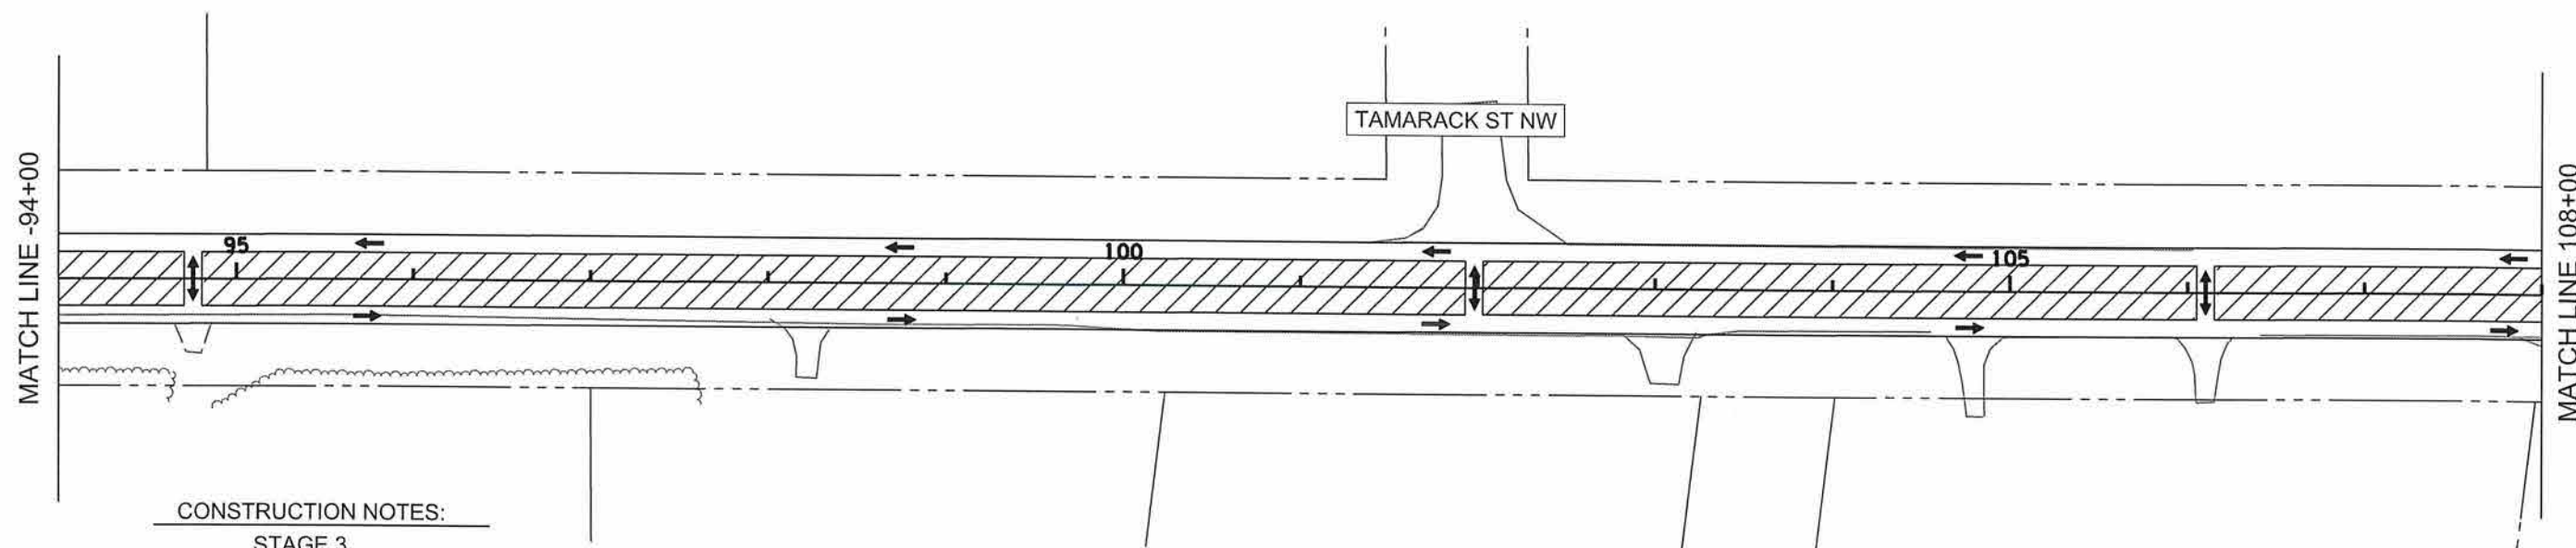 TAMARACK ST NW
MATCH LINE -94+00
MATCH LINE 108+00
95
100
105
CONSTRUCTION NOTES:
STAGE 3